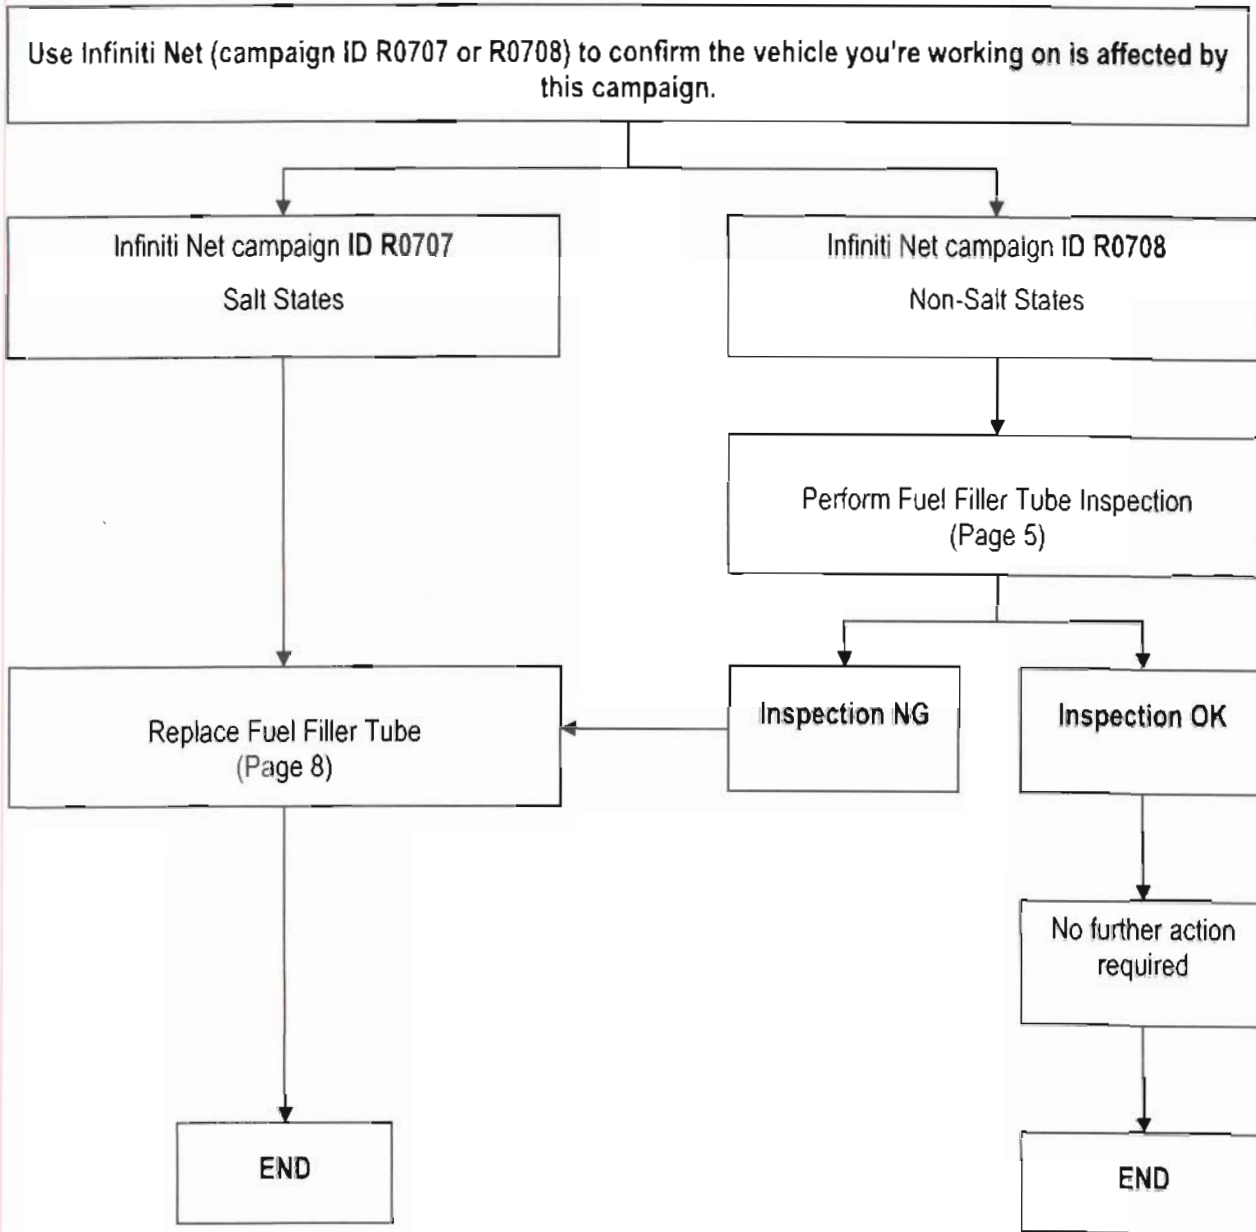 Use Infiniti Net (campaign ID R0707 or R0708) to confirm the vehicle you're working on is affected by
this campaign.
Infiniti Net campaign ID R0707
Salt States
Infiniti Net campaign ID R0708
Non-Salt States
Perform Fuel Filler Tube Inspection
(Page 5)
Replace Fuel Filler Tube
(Page 8)
Inspection NG
Inspection OK
No further action
required
END
END